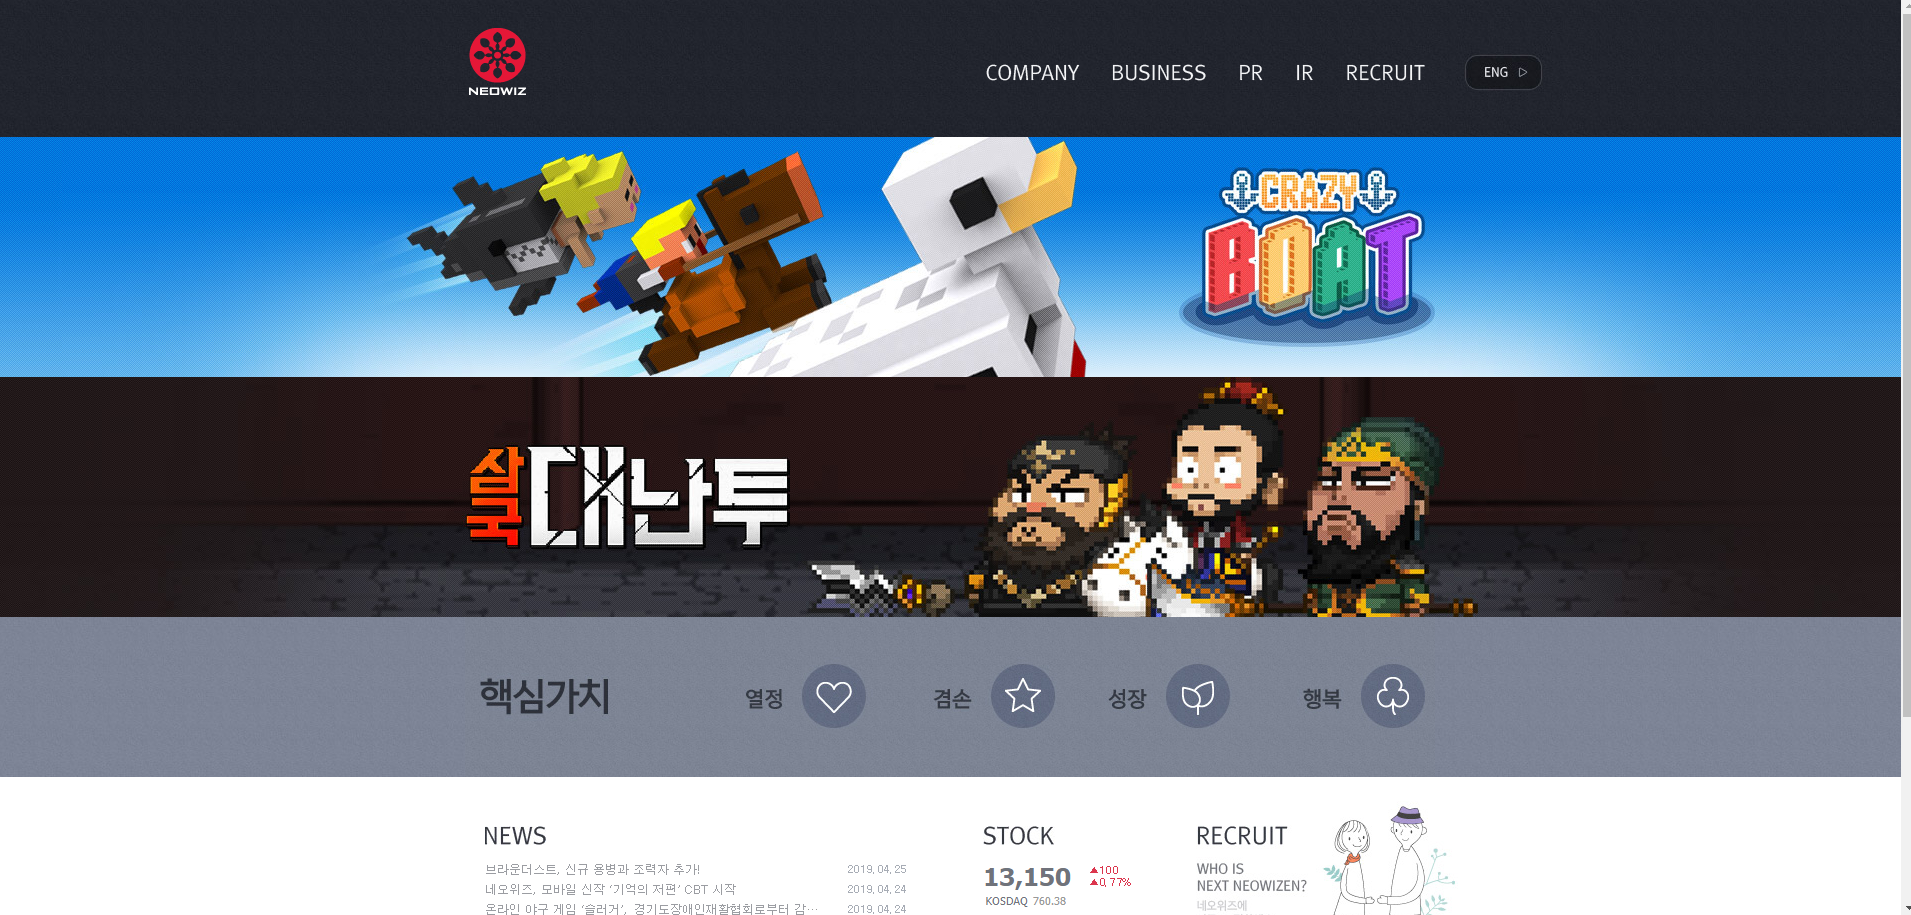 NEOWIZ
COMPANY BUSINESS PR IR RECRUIT ENG
CRAZY
BOAT
삼국 대난투
핵심가치 열정 겸손 성장 행복
NEWS
브라운더스트, 신규 용병과 조력자 추가! 2019.04.25
네오위즈, 모바일 신작 '기억의 저편' CBT 시작 2019.04.24
온라인 야구 게임 '슬러거', 경기도장애인재활협회로부터 감… 2019.04.24
STOCK
13,150 ▲100
▲0.77%
KOSDAQ 760.38
RECRUIT
WHO IS
NEXT NEOWIZEN?
네오위즈에